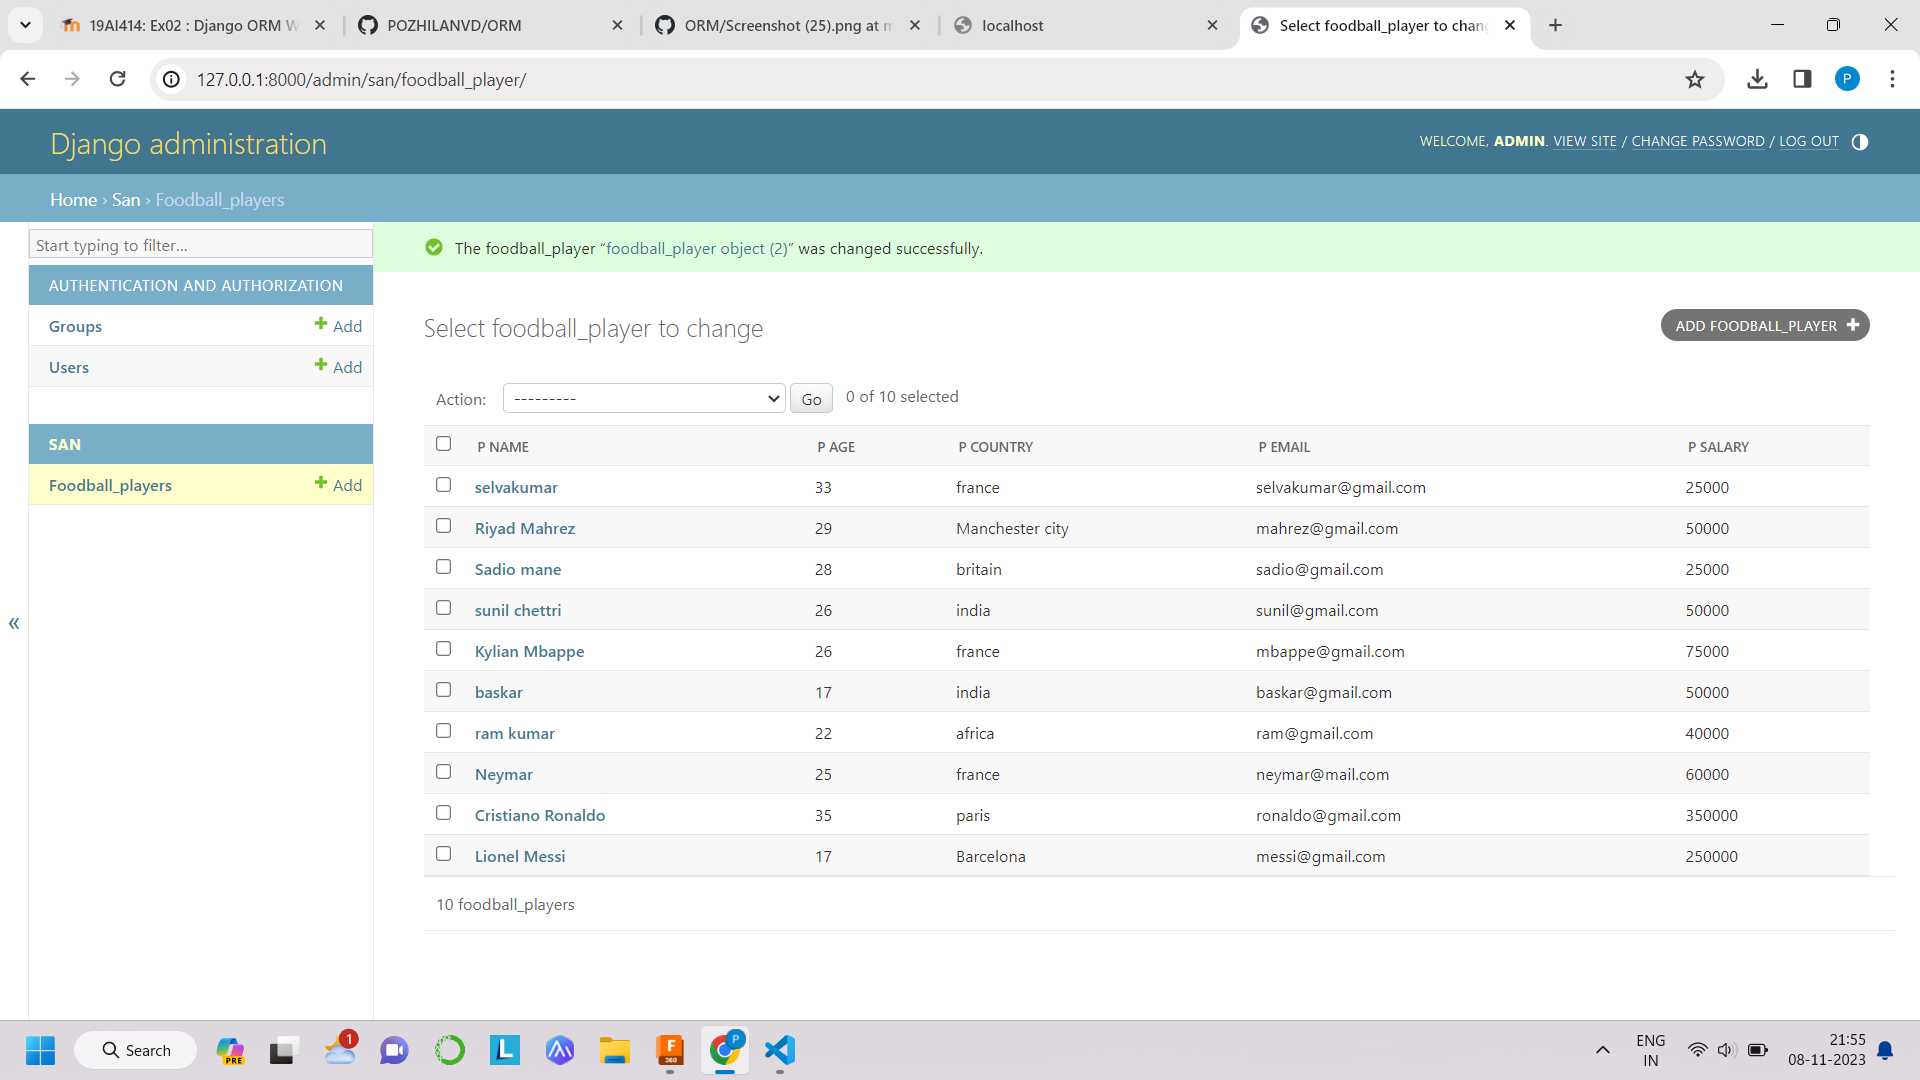 19AI414: Ex02 : Django ORM W
POZHILANVD/ORM
ORM/Screenshot (25).png at m
localhost
Select foodball_player to chang
127.0.0.1:8000/admin/san/foodball_player/
P
Django administration
WELCOME, ADMIN. VIEW SITE / CHANGE PASSWORD / LOG OUT
Home › San › Foodball_players
Start typing to filter...
The foodball_player “foodball_player object (2)” was changed successfully.
AUTHENTICATION AND AUTHORIZATION
Groups Add
Users Add
SAN
Foodball_players Add
Select foodball_player to change
ADD FOODBALL_PLAYER
Action: --------- Go 0 of 10 selected
P NAME P AGE P COUNTRY P EMAIL P SALARY
selvakumar 33 france selvakumar@gmail.com 25000
Riyad Mahrez 29 Manchester city mahrez@gmail.com 50000
Sadio mane 28 britain sadio@gmail.com 25000
sunil chettri 26 india sunil@gmail.com 50000
Kylian Mbappe 26 france mbappe@gmail.com 75000
baskar 17 india baskar@gmail.com 50000
ram kumar 22 africa ram@gmail.com 40000
Neymar 25 france neymar@mail.com 60000
Cristiano Ronaldo 35 paris ronaldo@gmail.com 350000
Lionel Messi 17 Barcelona messi@gmail.com 250000
10 foodball_players
«
Search
PRE
1
L
F
360
P
ENG
IN
21:55
08-11-2023